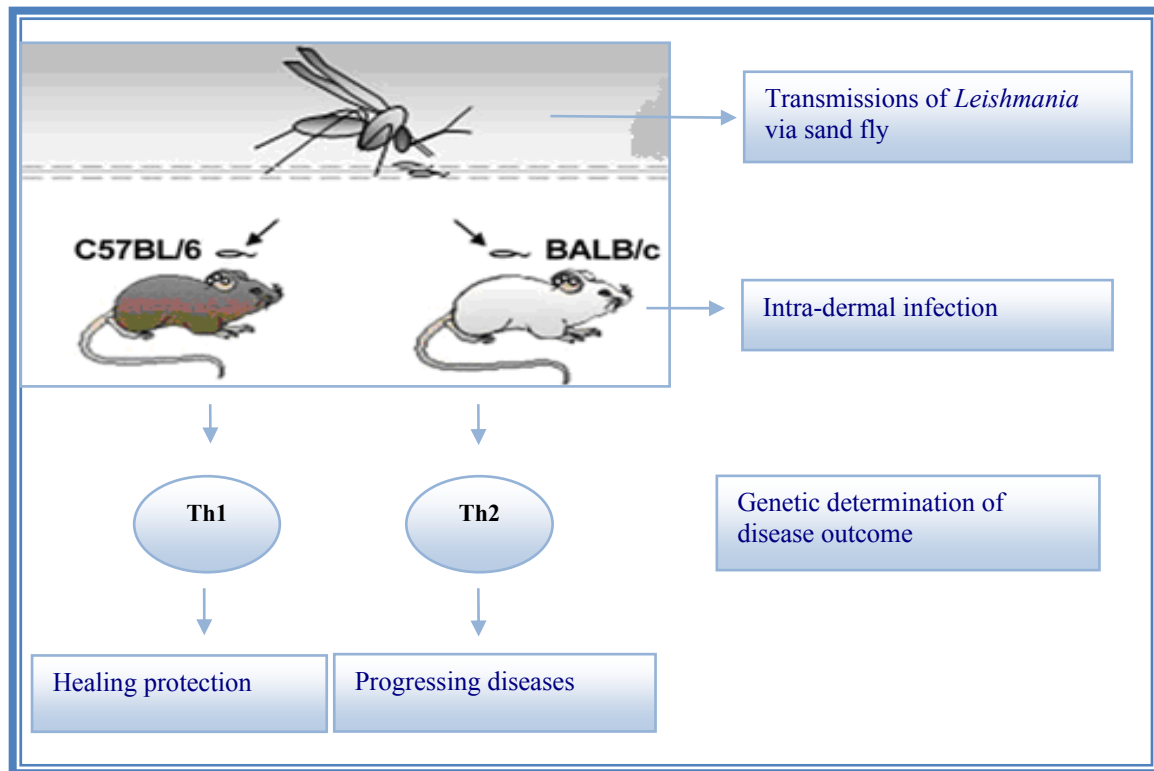 Transmissions of Leishmania
via sand fly
C57BL/6
BALB/c
Intra-dermal infection
Th1
Th2
Genetic determination of
disease outcome
Healing protection
Progressing diseases